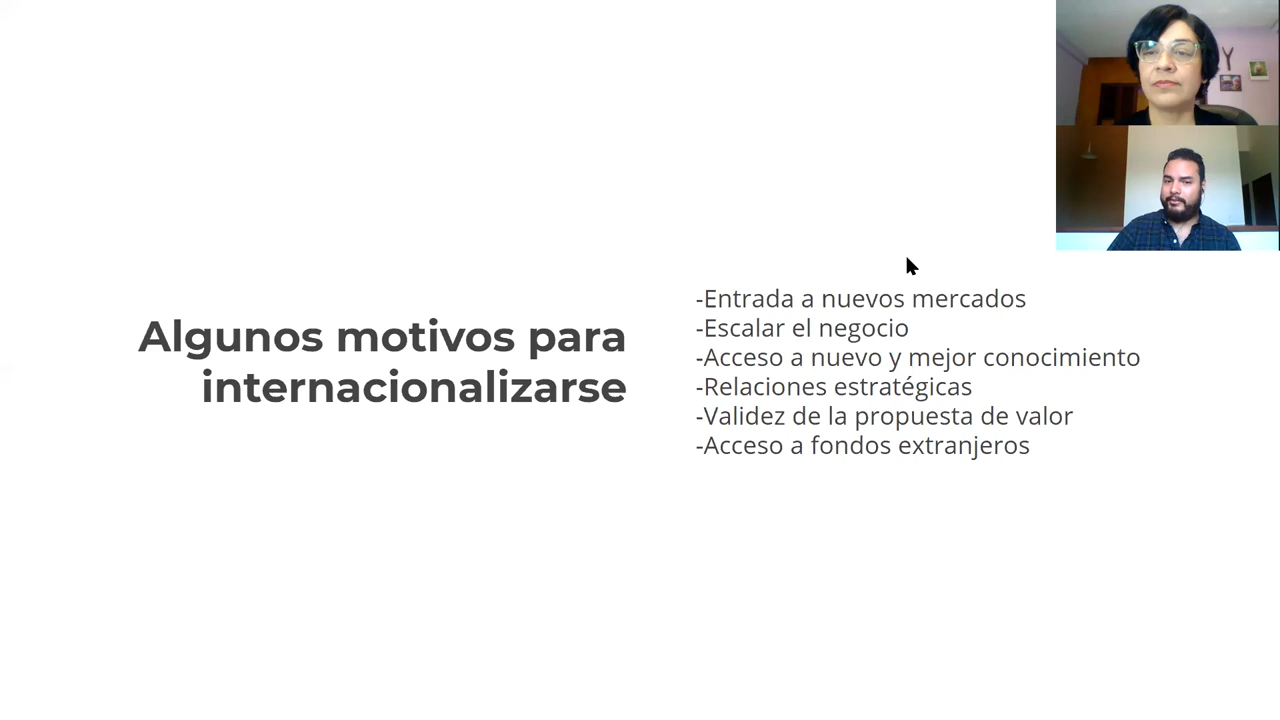 Algunos motivos para
internacionalizarse
-Entrada a nuevos mercados
-Escalar el negocio
-Acceso a nuevo y mejor conocimiento
-Relaciones estratégicas
-Validez de la propuesta de valor
-Acceso a fondos extranjeros